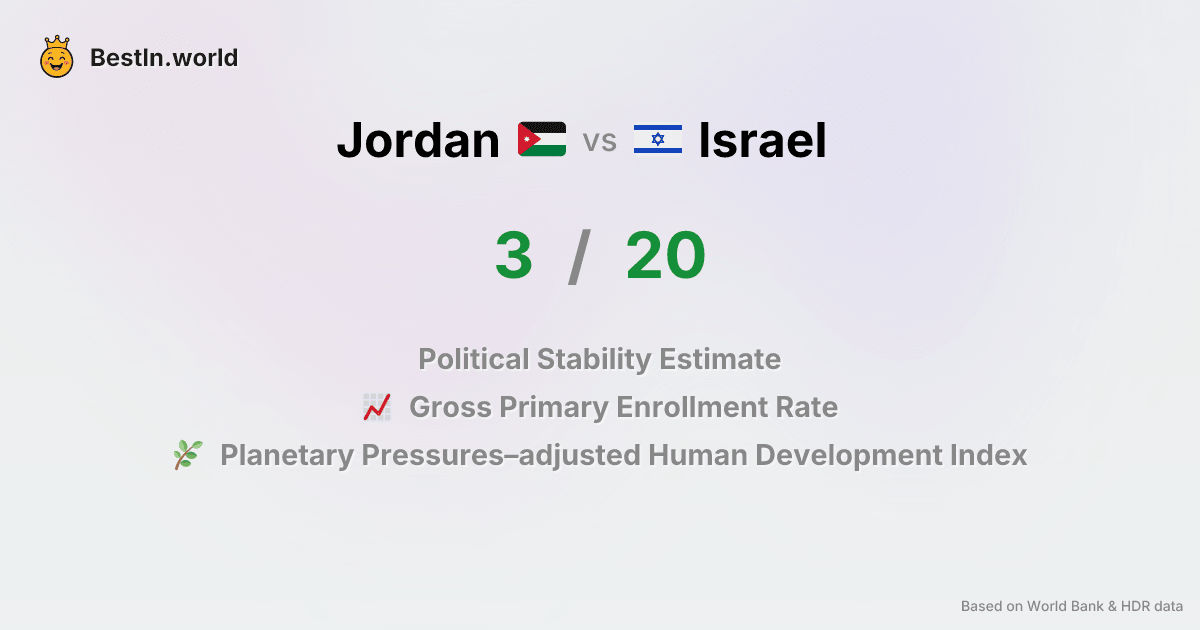 BestIn.world
Jordan vs Israel
3 / 20
Political Stability Estimate
Gross Primary Enrollment Rate
Planetary Pressures–adjusted Human Development Index
Based on World Bank & HDR data